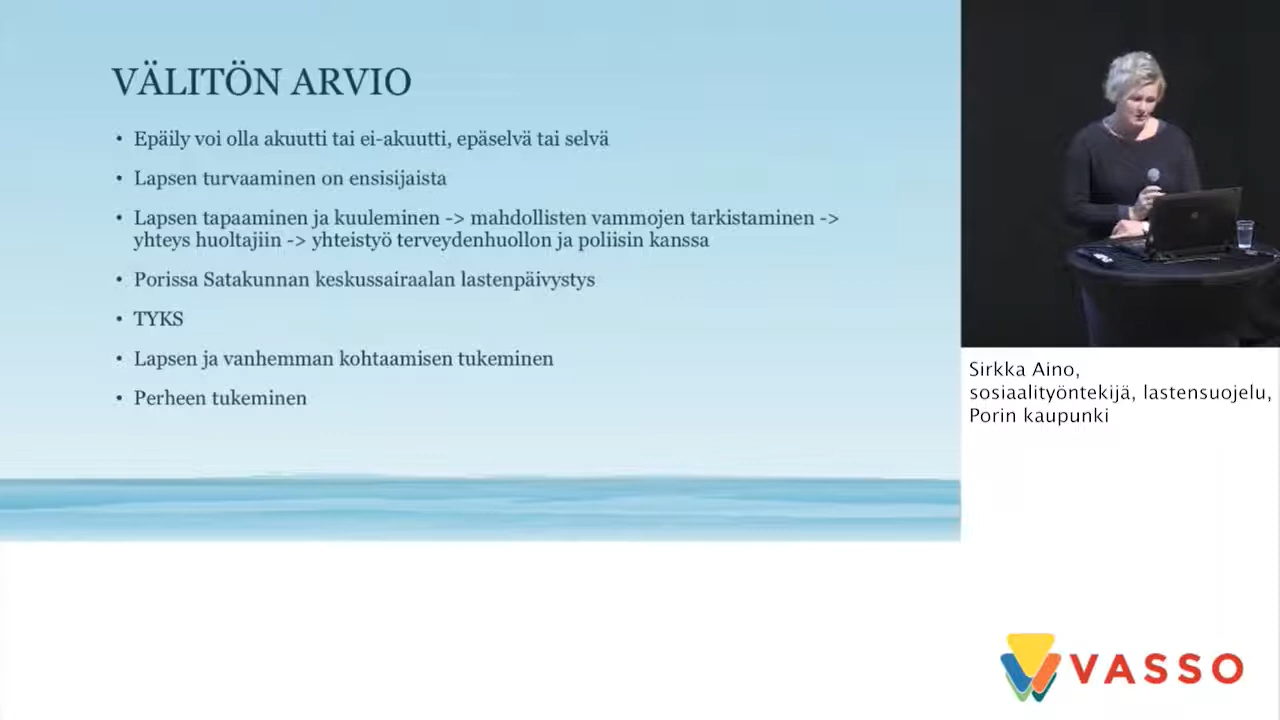 VÄLITÖN ARVIO
• Epäily voi olla akuutti tai ei-akuutti, epäselvä tai selvä
• Lapsen turvaaminen on ensisijaista
• Lapsen tapaaminen ja kuuleminen -> mahdollisten vammojen tarkistaminen ->
yhteys huoltajiin -> yhteistyö terveydenhuollon ja poliisin kanssa
• Porissa Satakunnan keskussairaalan lastenpäivystys
• TYKS
• Lapsen ja vanhemman kohtaamisen tukeminen
• Perheen tukeminen
Sirkka Aino,
sosiaalityöntekijä, lastensuojelu,
Porin kaupunki
VASSO